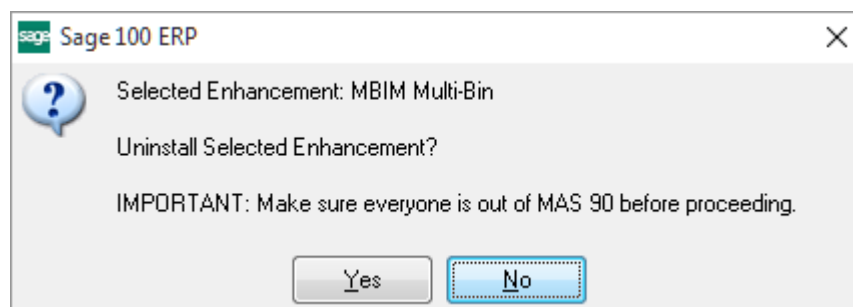 sage Sage 100 ERP
Selected Enhancement: MBIM Multi-Bin
Uninstall Selected Enhancement?
IMPORTANT: Make sure everyone is out of MAS 90 before proceeding.
Yes No